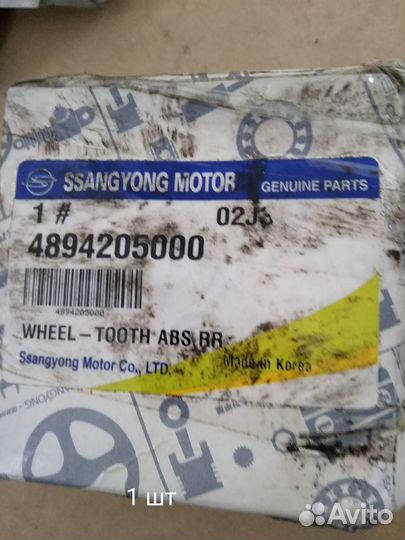 SSANGYONG MOTOR GENUINE PARTS
1 # 02J3
4894205000
4894205000
WHEEL-TOOTH ABS RR
Ssangyong Motor Co., LTD. Made in Korea
1 шт
Avito